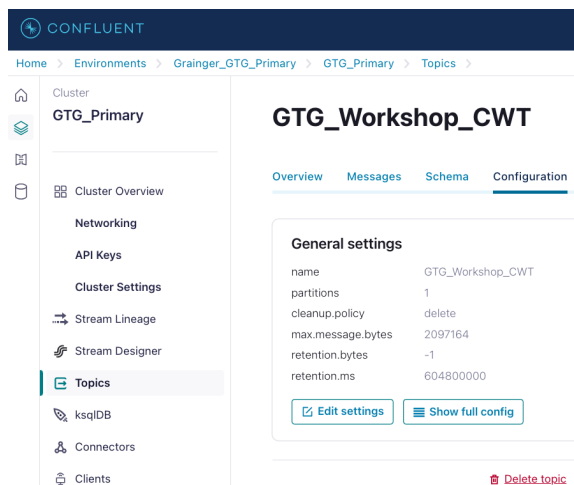 CONFLUENT
Home > Environments > Grainger_GTG_Primary > GTG_Primary > Topics >
Cluster
GTG_Primary
Cluster Overview
Networking
API Keys
Cluster Settings
Stream Lineage
Stream Designer
Topics
ksqlDB
Connectors
Clients
GTG_Workshop_CWT
Overview Messages Schema Configuration
General settings
name GTG_Workshop_CWT
partitions 1
cleanup.policy delete
max.message.bytes 2097164
retention.bytes -1
retention.ms 604800000
Edit settings Show full config
Delete topic